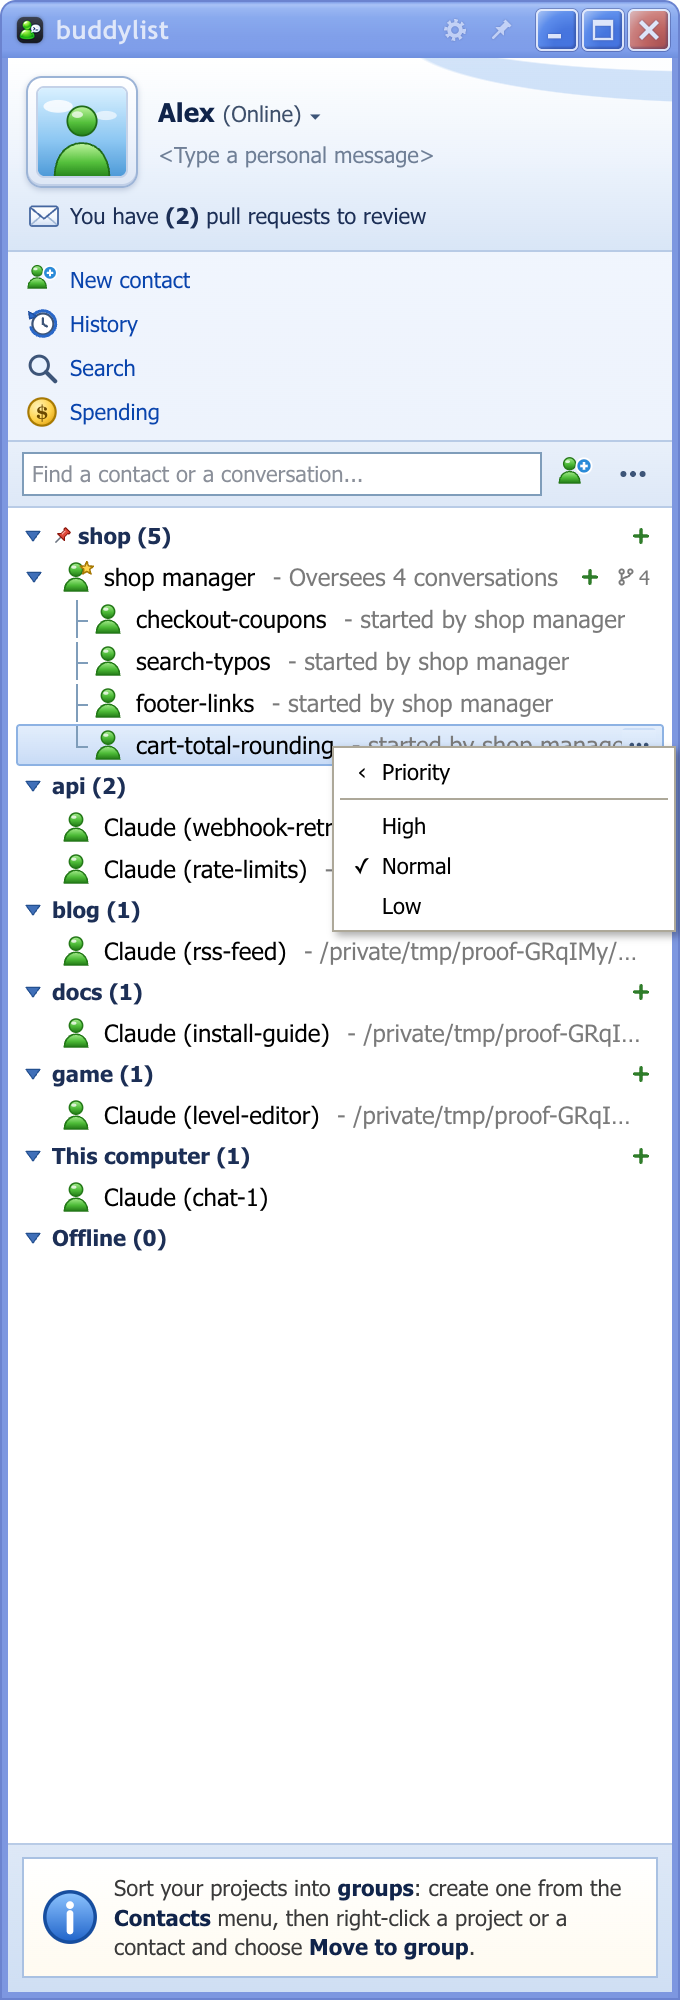 buddylist
Alex (Online)
<Type a personal message>
You have (2) pull requests to review
New contact
History
Search
$ Spending
Find a contact or a conversation...
shop (5)
shop manager - Oversees 4 conversations 4
checkout-coupons - started by shop manager
search-typos - started by shop manager
footer-links - started by shop manager
cart-total-rounding - started by shop manage
Priority
High
Normal
Low
api (2)
Claude (webhook-retr
Claude (rate-limits) -
blog (1)
Claude (rss-feed) - /private/tmp/proof-GRqIMy/...
docs (1)
Claude (install-guide) - /private/tmp/proof-GRqI...
game (1)
Claude (level-editor) - /private/tmp/proof-GRqI...
This computer (1)
Claude (chat-1)
Offline (0)
Sort your projects into groups: create one from the
Contacts menu, then right-click a project or a
contact and choose Move to group.